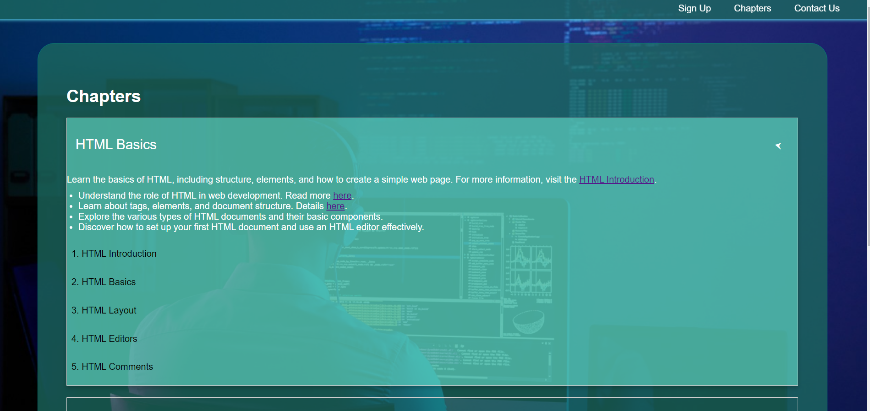 Sign Up Chapters Contact Us
Chapters
HTML Basics
Learn the basics of HTML, including structure, elements, and how to create a simple web page. For more information, visit the HTML Introduction.
• Understand the role of HTML in web development. Read more here.
• Learn about tags, elements, and document structure. Details here.
• Explore the various types of HTML documents and their basic components.
• Discover how to set up your first HTML document and use an HTML editor effectively.
1. HTML Introduction
2. HTML Basics
3. HTML Layout
4. HTML Editors
5. HTML Comments